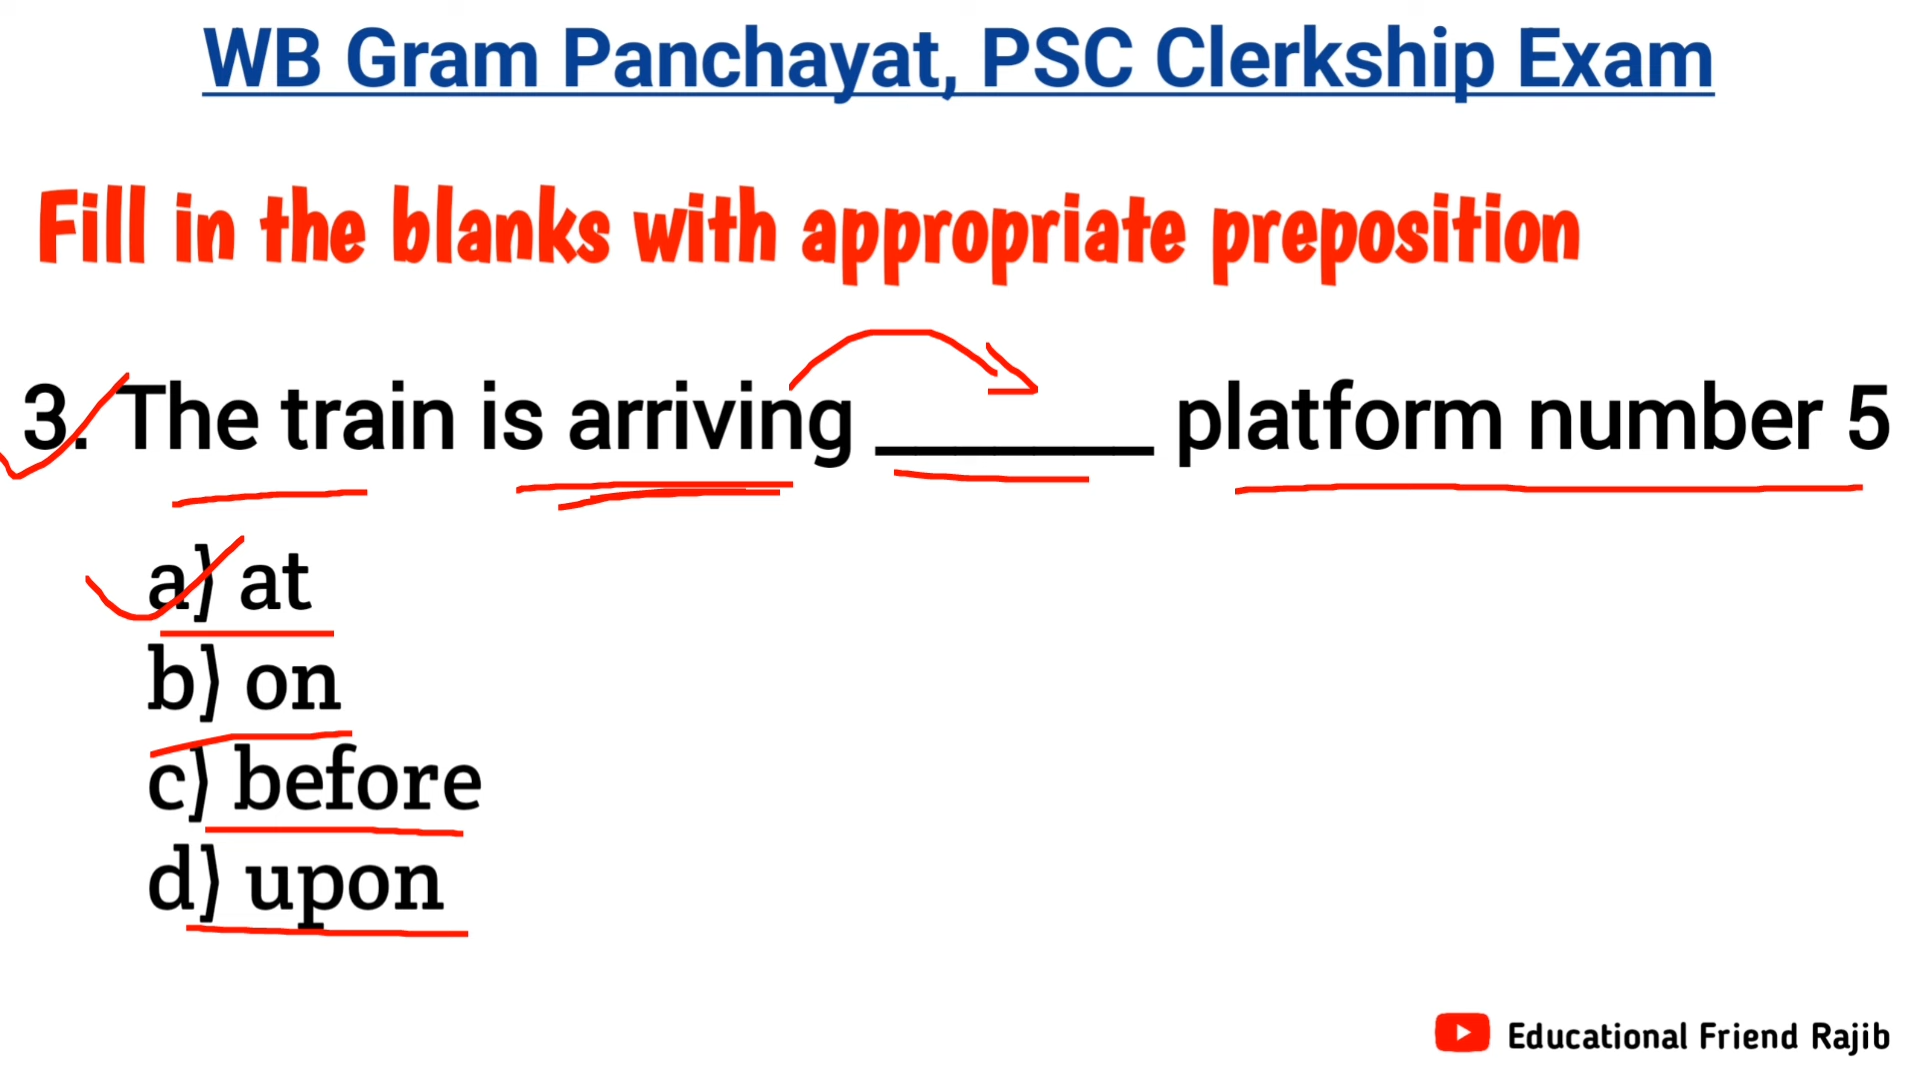 WB Gram Panchayat, PSC Clerkship Exam
Fill in the blanks with appropriate preposition
3. The train is arriving ______ platform number 5
a) at
b) on
c) before
d) upon
Educational Friend Rajib